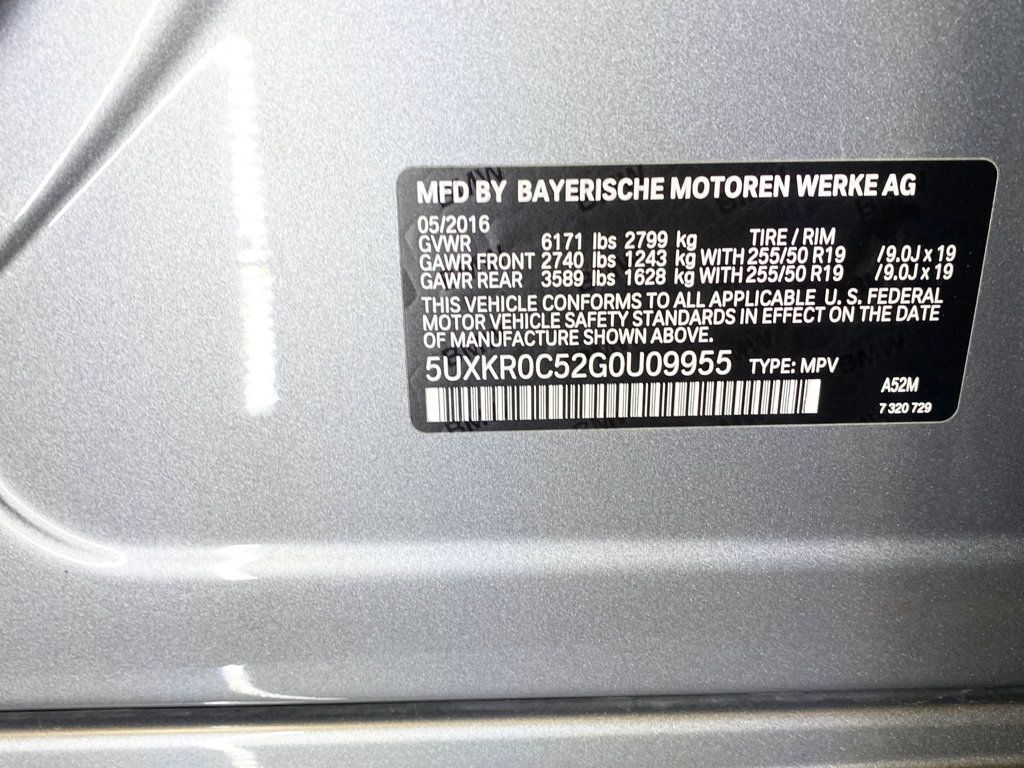 MFD BY BAYERISCHE MOTOREN WERKE AG
05/2016
GVWR 6171 lbs 2799 kg TIRE / RIM
GAWR FRONT 2740 lbs 1243 kg WITH 255/50 R19 /9.0J x 19
GAWR REAR 3589 lbs 1628 kg WITH 255/50 R19 /9.0J x 19
THIS VEHICLE CONFORMS TO ALL APPLICABLE U. S. FEDERAL
MOTOR VEHICLE SAFETY STANDARDS IN EFFECT ON THE DATE
OF MANUFACTURE SHOWN ABOVE.
5UXKR0C52G0U09955 TYPE: MPV
A52M
7 320 729